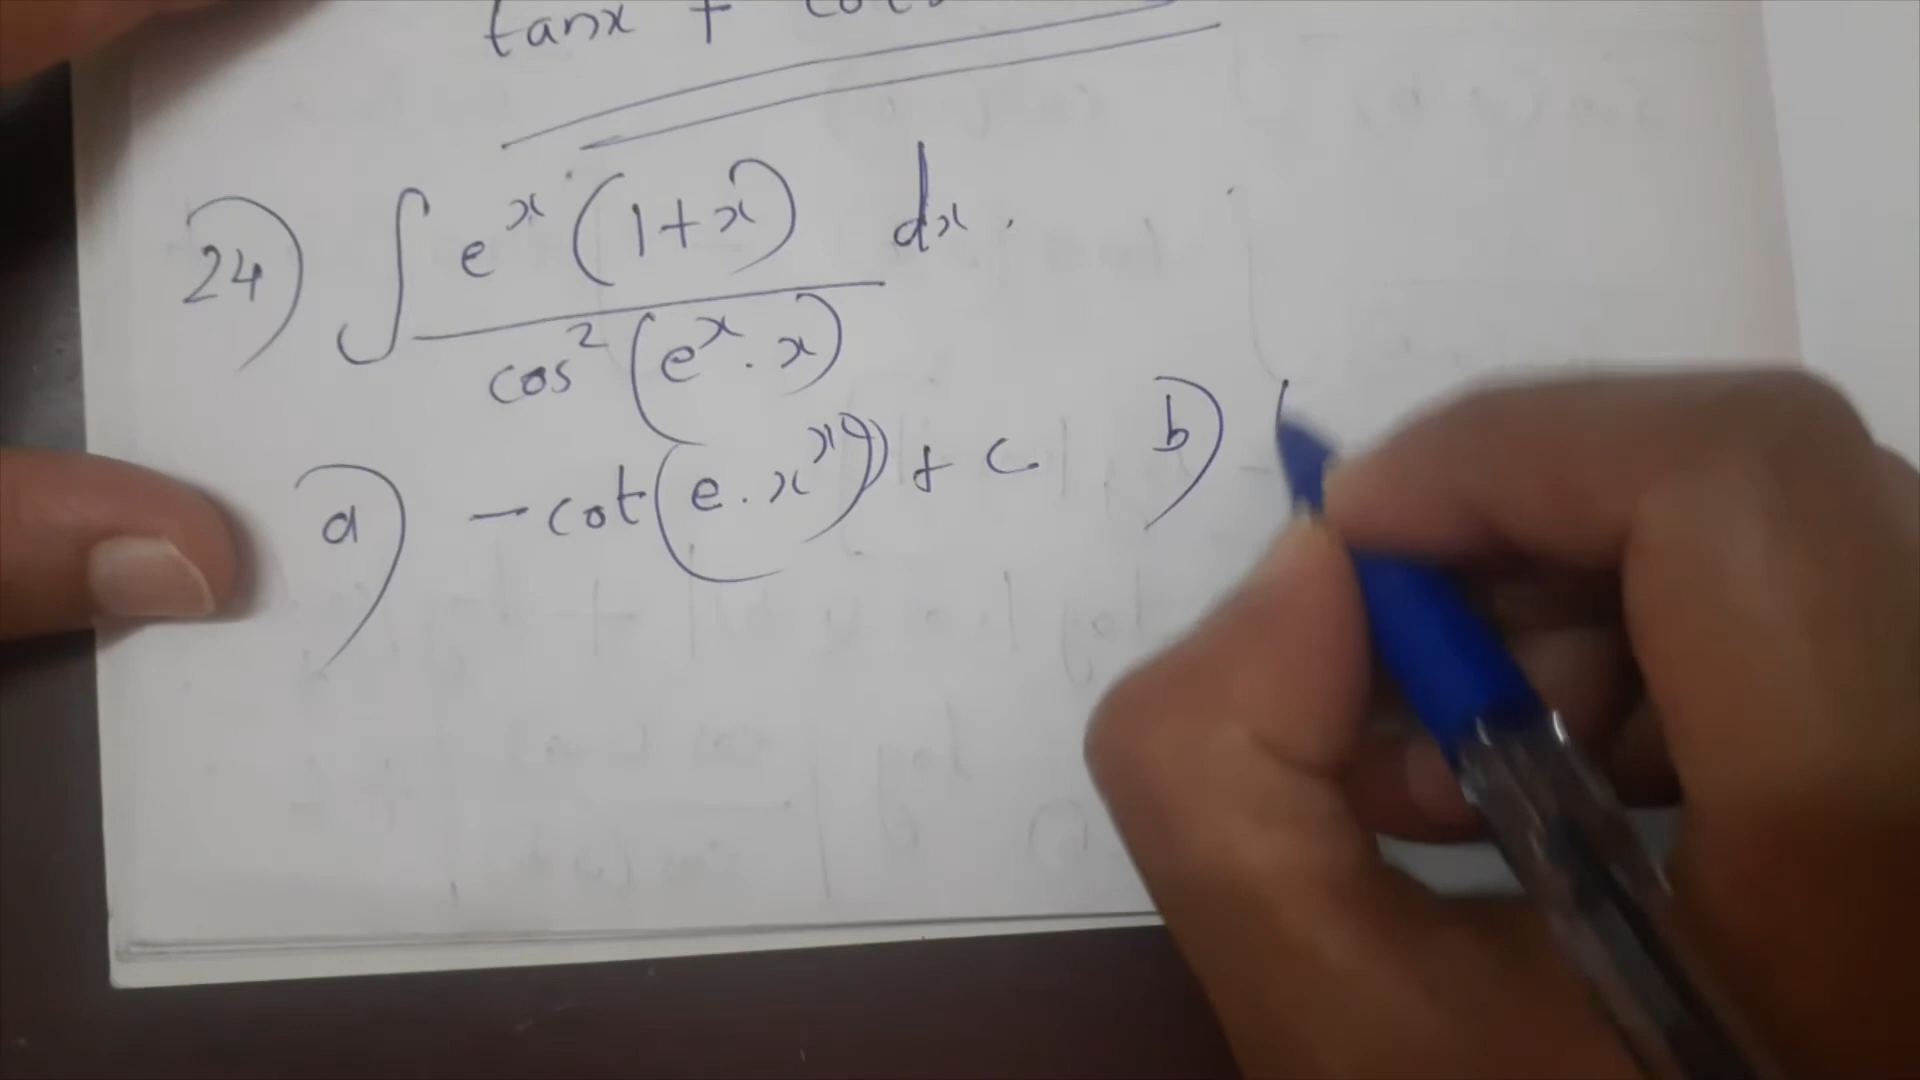 tanx +
24) ∫ e^x (1+x) dx.
cos² (e^x . x)
a) - cot(e.x^x) + c b)